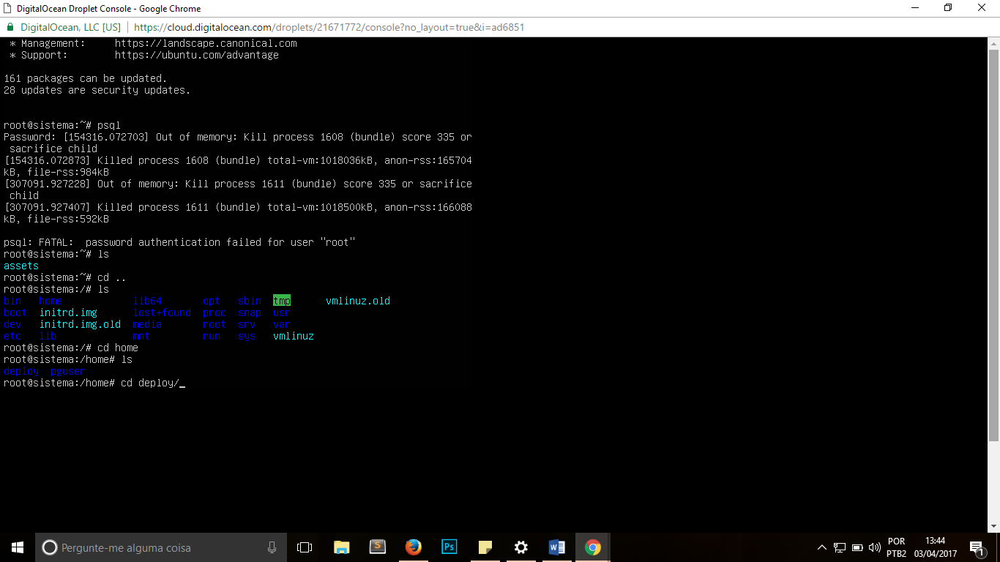 DigitalOcean Droplet Console - Google Chrome
DigitalOcean, LLC [US] | https://cloud.digitalocean.com/droplets/21671772/console?no_layout=true&i=ad6851
* Management: https://landscape.canonical.com
* Support: https://ubuntu.com/advantage
161 packages can be updated.
28 updates are security updates.
root@sistema:~# psql
Password: [154316.072703] Out of memory: Kill process 1608 (bundle) score 335 or
sacrifice child
[154316.072873] Killed process 1608 (bundle) total-vm:1018036kB, anon-rss:165704
kB, file-rss:984kB
[307091.927228] Out of memory: Kill process 1611 (bundle) score 335 or sacrifice
child
[307091.927407] Killed process 1611 (bundle) total-vm:1018500kB, anon-rss:166088
kB, file-rss:592kB
psql: FATAL:  password authentication failed for user "root"
root@sistema:~# ls
assets
root@sistema:~# cd ..
root@sistema:/# ls
bin home lib64 opt sbin tmp vmlinuz.old
boot initrd.img lost+found proc snap usr
dev initrd.img.old media root srv var
etc lib mnt run sys vmlinuz
root@sistema:/# cd home
root@sistema:/home# ls
deploy pguser
root@sistema:/home# cd deploy/_
Pergunte-me alguma coisa
S
Ps
W
POR
PTB2
13:44
03/04/2017
1